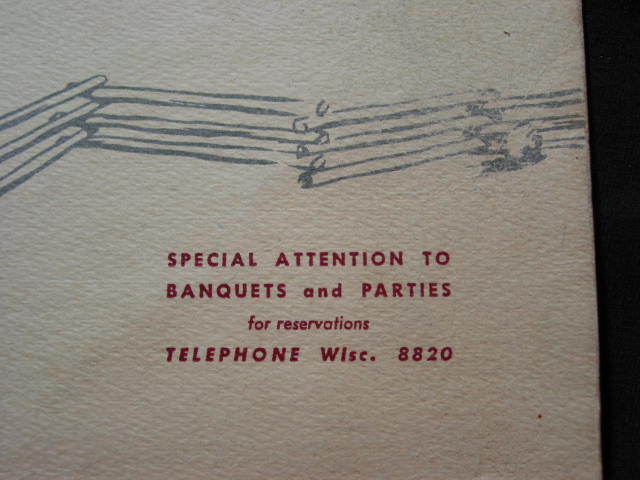 SPECIAL ATTENTION TO
BANQUETS and PARTIES
for reservations
TELEPHONE Wisc. 8820